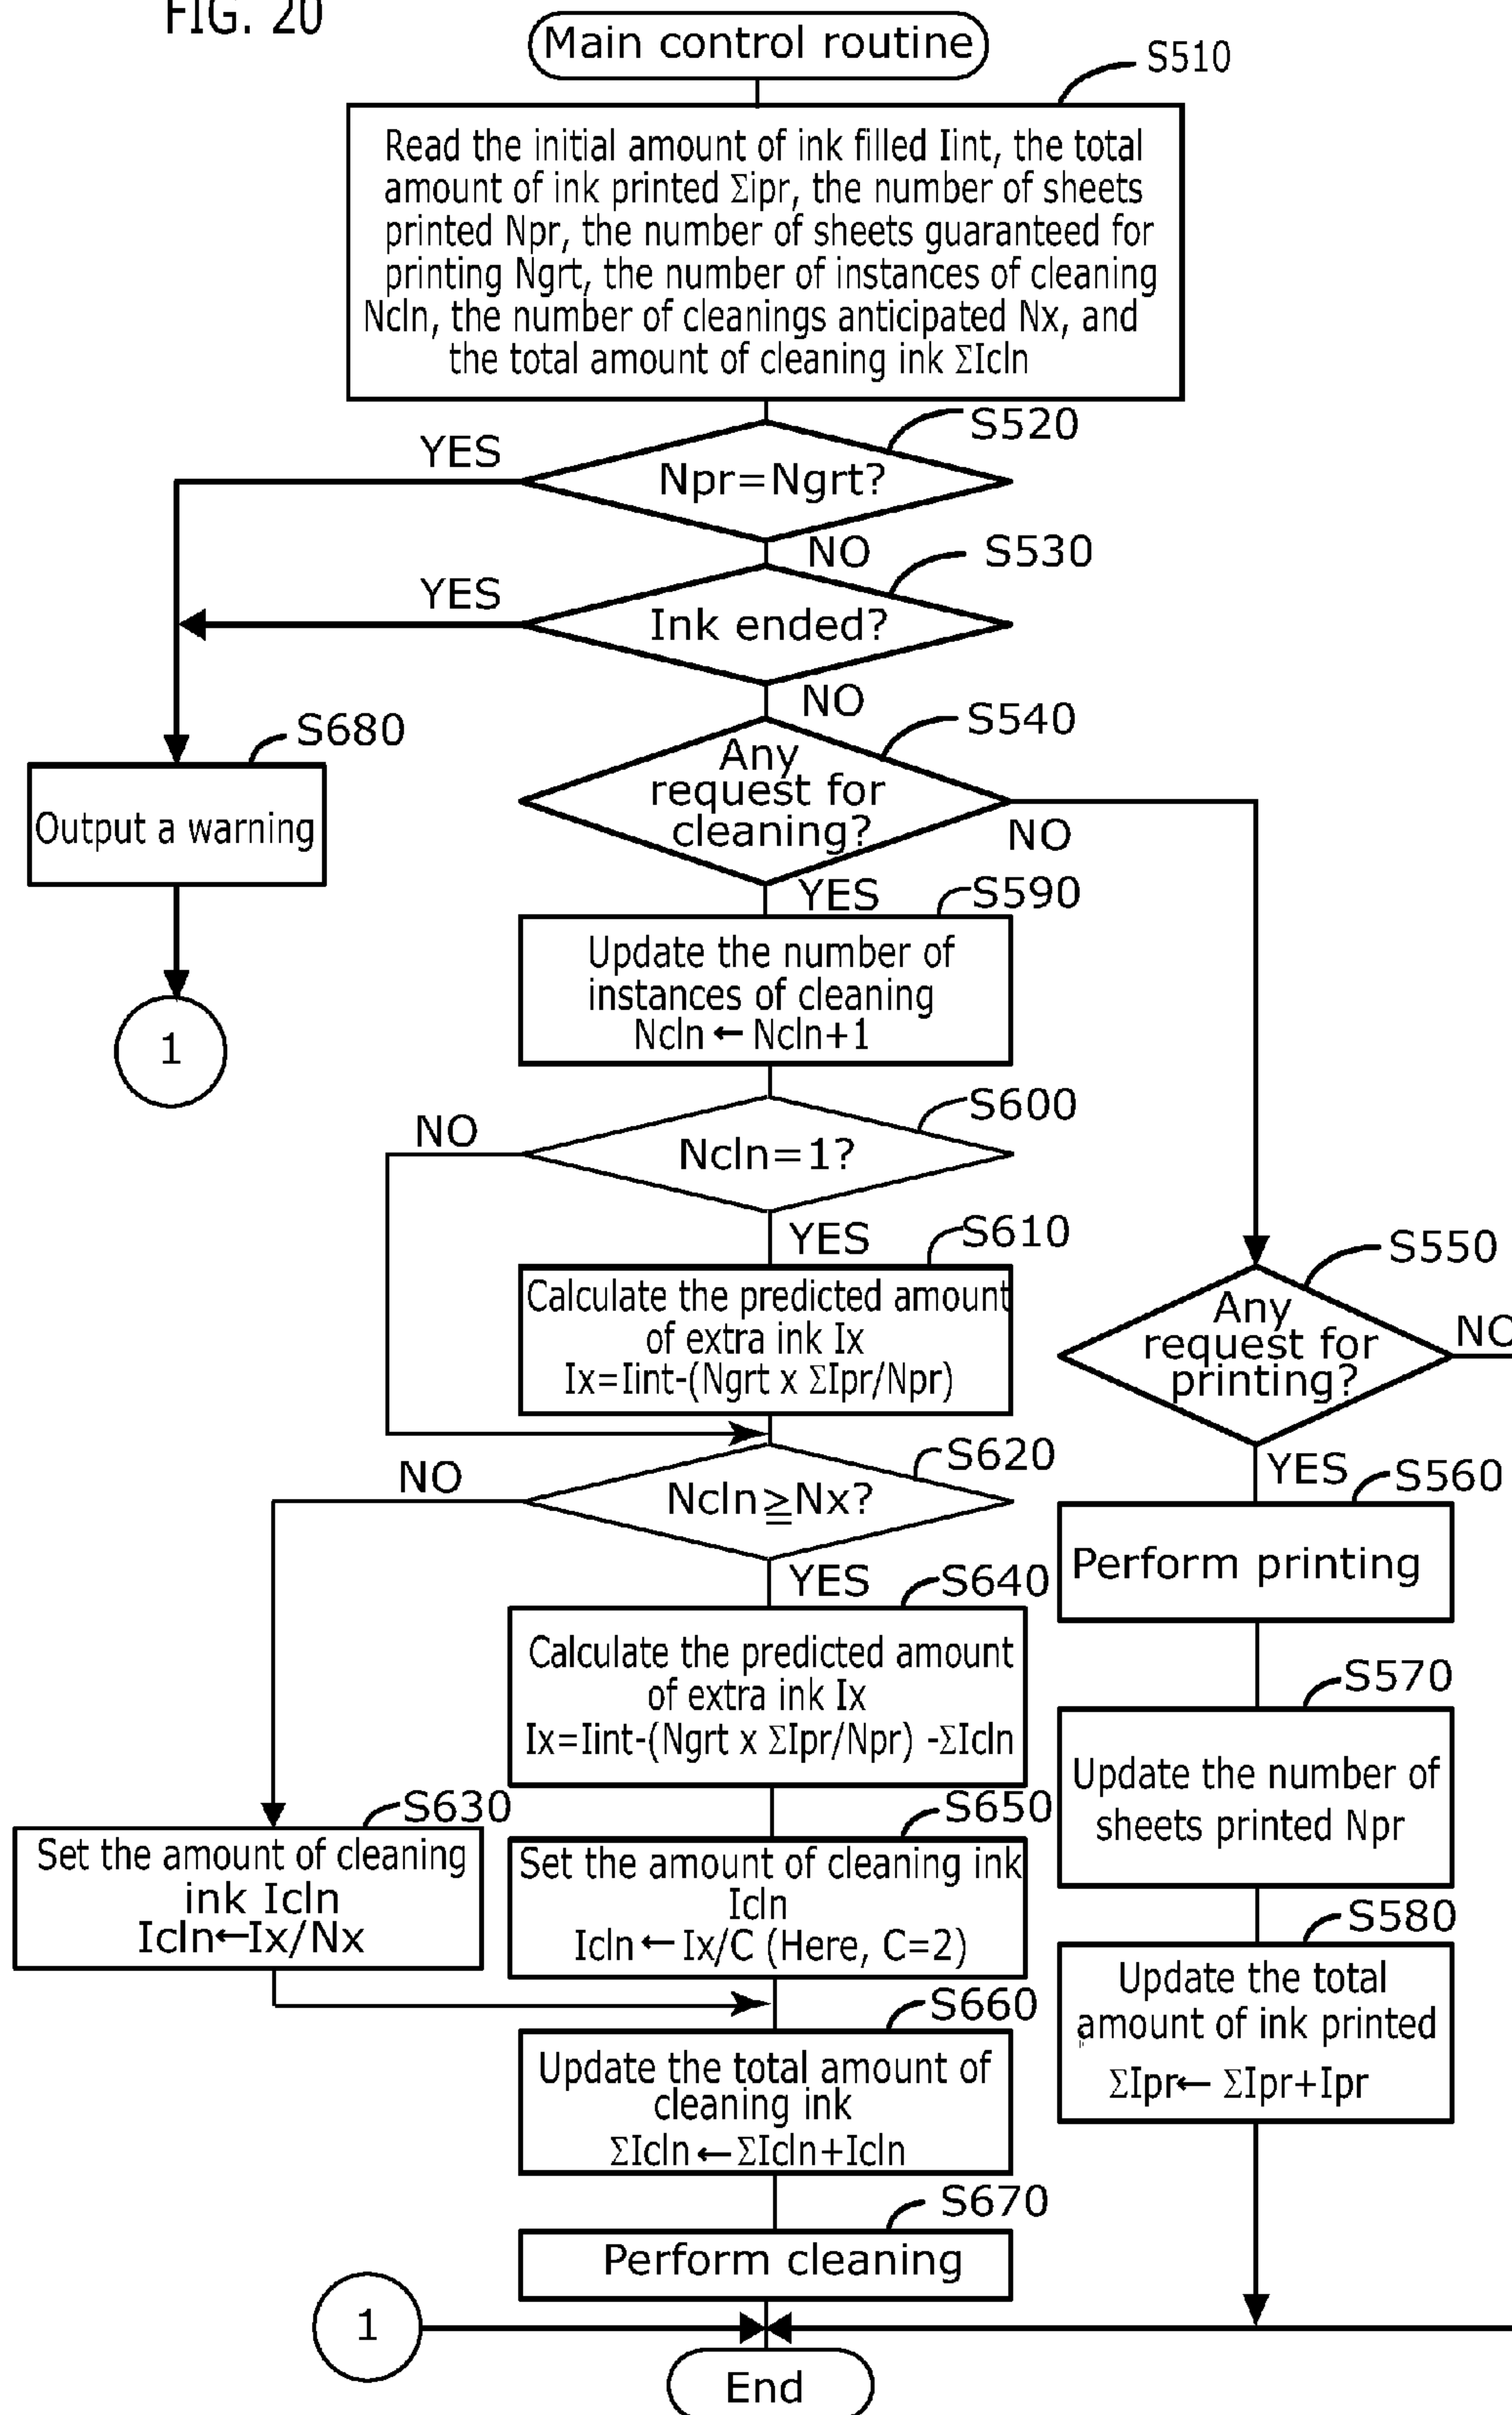 FIG. 20
Main control routine
S510
Read the initial amount of ink filled Iint, the total
amount of ink printed Σipr, the number of sheets
printed Npr, the number of sheets guaranteed for
printing Ngrt, the number of instances of cleaning
Ncln, the number of cleanings anticipated Nx, and
the total amount of cleaning ink ΣIcln
S520
YES
Npr=Ngrt?
NO
S530
YES
Ink ended?
NO
S540
S680
Any
request for
cleaning?
NO
Output a warning
YES
S590
Update the number of
instances of cleaning
Ncln ← Ncln+1
1
S600
NO
Ncln=1?
YES
S610
Calculate the predicted amount
of extra ink Ix
Ix=Iint-(Ngrt x ΣIpr/Npr)
S550
Any
request for
printing?
NO
S620
NO
Ncln≧Nx?
YES
S560
Perform printing
YES
S640
Calculate the predicted amount
of extra ink Ix
Ix=Iint-(Ngrt x ΣIpr/Npr) -ΣIcln
S570
Update the number of
sheets printed Npr
S630
Set the amount of cleaning
ink Icln
Icln←Ix/Nx
S650
Set the amount of cleaning ink
Icln
Icln ← Ix/C (Here, C=2)
S580
Update the total
amount of ink printed
ΣIpr← ΣIpr+Ipr
S660
Update the total amount of
cleaning ink
ΣIcln ← ΣIcln+Icln
S670
Perform cleaning
1
End